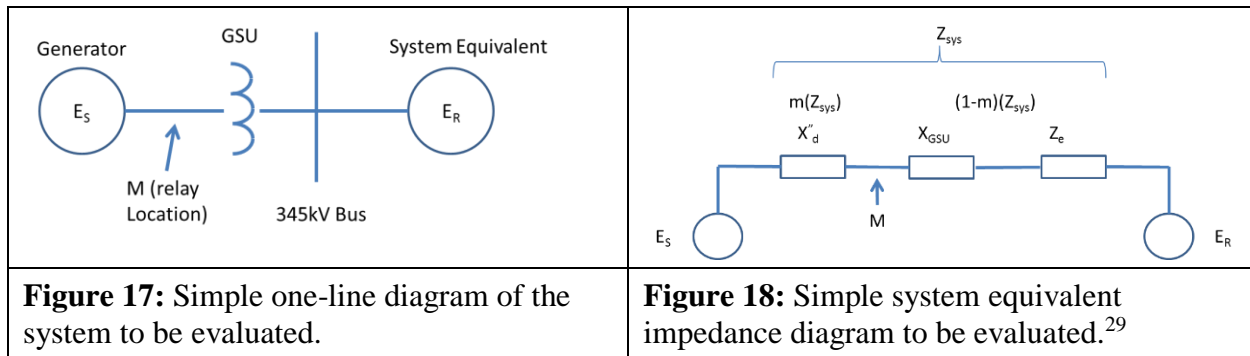 GSU
Generator
System Equivalent
E_S
E_R
M (relay
Location)
345kV Bus
Z_sys
m(Z_sys)
(1-m)(Z_sys)
X"_d
X_GSU
Z_e
M
E_S
E_R
Figure 17: Simple one-line diagram of the
system to be evaluated.
Figure 18: Simple system equivalent
impedance diagram to be evaluated.²⁹